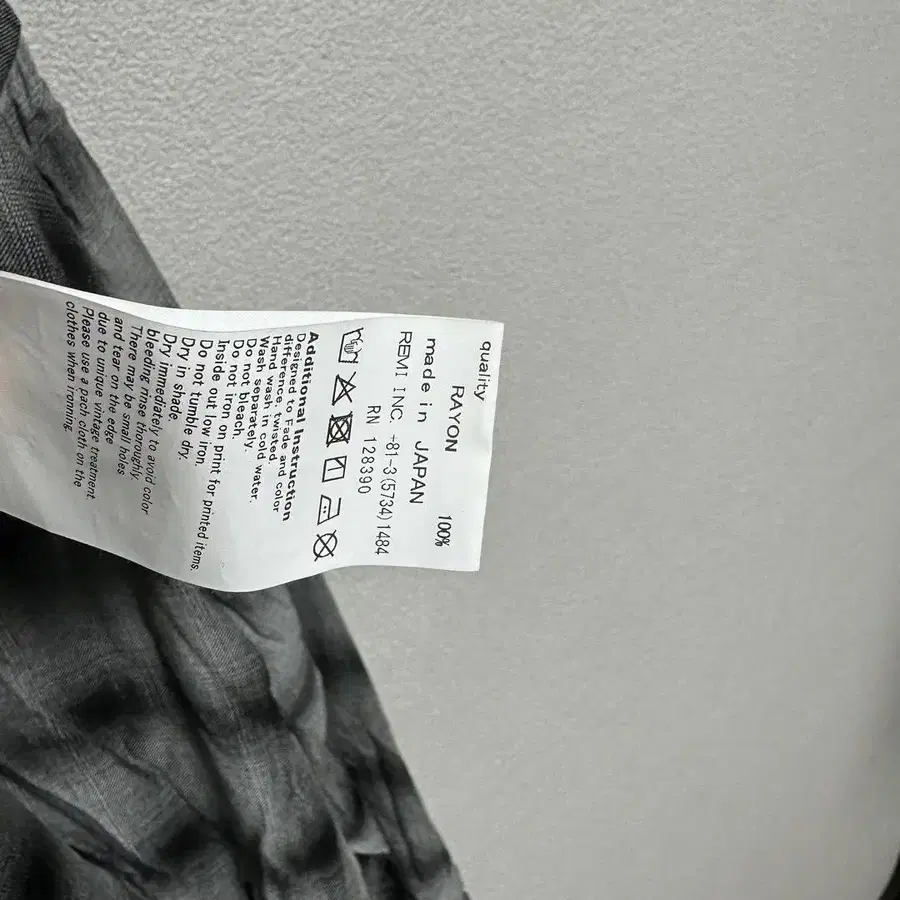 quality
RAYON 100%
made in JAPAN
REMI INC. +81-3(5734)1484
RN 128390
Additional Instruction
Designed to Fade and color
difference, twisted.
Hand wash in cold water.
Wash separately.
Do not bleach.
Do not iron on print for printed items.
Inside out low iron.
Do not tumble dry.
Dry in shade.
Dry immediately to avoid color
bleeding rinse thoroughly.
There may be small holes
and tear on the edge
due to unique vintage treatment.
Please use a pach cloth on the
clothes when ironning.